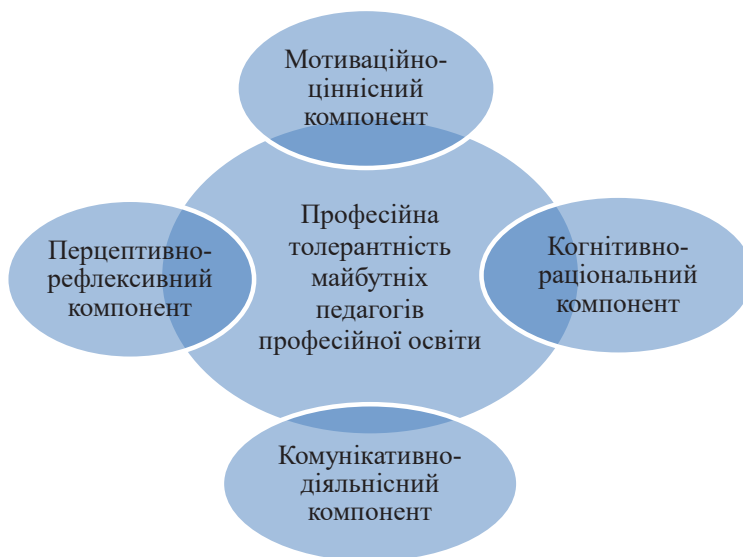 Мотиваційно-
ціннісний
компонент
Перцептивно-
рефлексивний
компонент
Професійна
толерантність
майбутніх
педагогів
професійної освіти
Когнітивно-
раціональний
компонент
Комунікативно-
діяльнісний
компонент